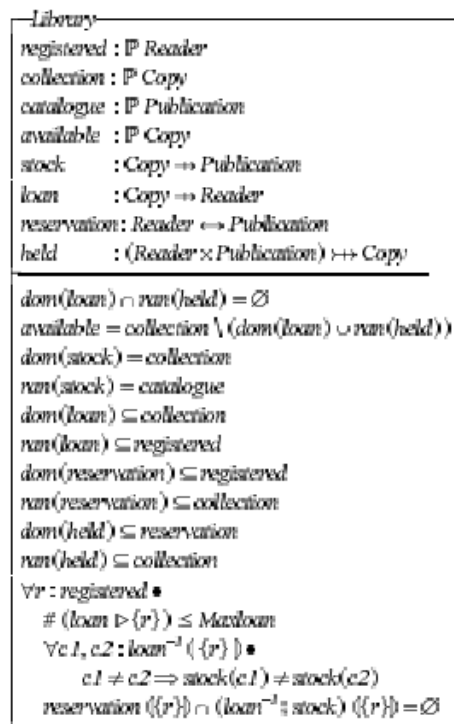 Library
registered : ℙ Reader
collection : ℙ Copy
catalogue : ℙ Publication
available : ℙ Copy
stock : Copy ⇸ Publication
loan : Copy ⇸ Reader
reservation : Reader ↔ Publication
held : (Reader × Publication) ⤔ Copy
dom(loan) ∩ ran(held) = ∅
available = collection \ (dom(loan) ∪ ran(held))
dom(stock) = collection
ran(stock) = catalogue
dom(loan) ⊆ collection
ran(loan) ⊆ registered
dom(reservation) ⊆ registered
ran(reservation) ⊆ collection
dom(held) ⊆ reservation
ran(held) ⊆ collection
∀r : registered •
# (loan ▷ {r}) ≤ Maxloan
∀c1, c2 : loan⁻¹ ⦇ {r} ⦈ •
c1 ≠ c2 ⇒ stock(c1) ≠ stock(c2)
reservation ⦇{r}⦈ ∩ (loan⁻¹ ⨾ stock) ⦇{r}⦈ = ∅